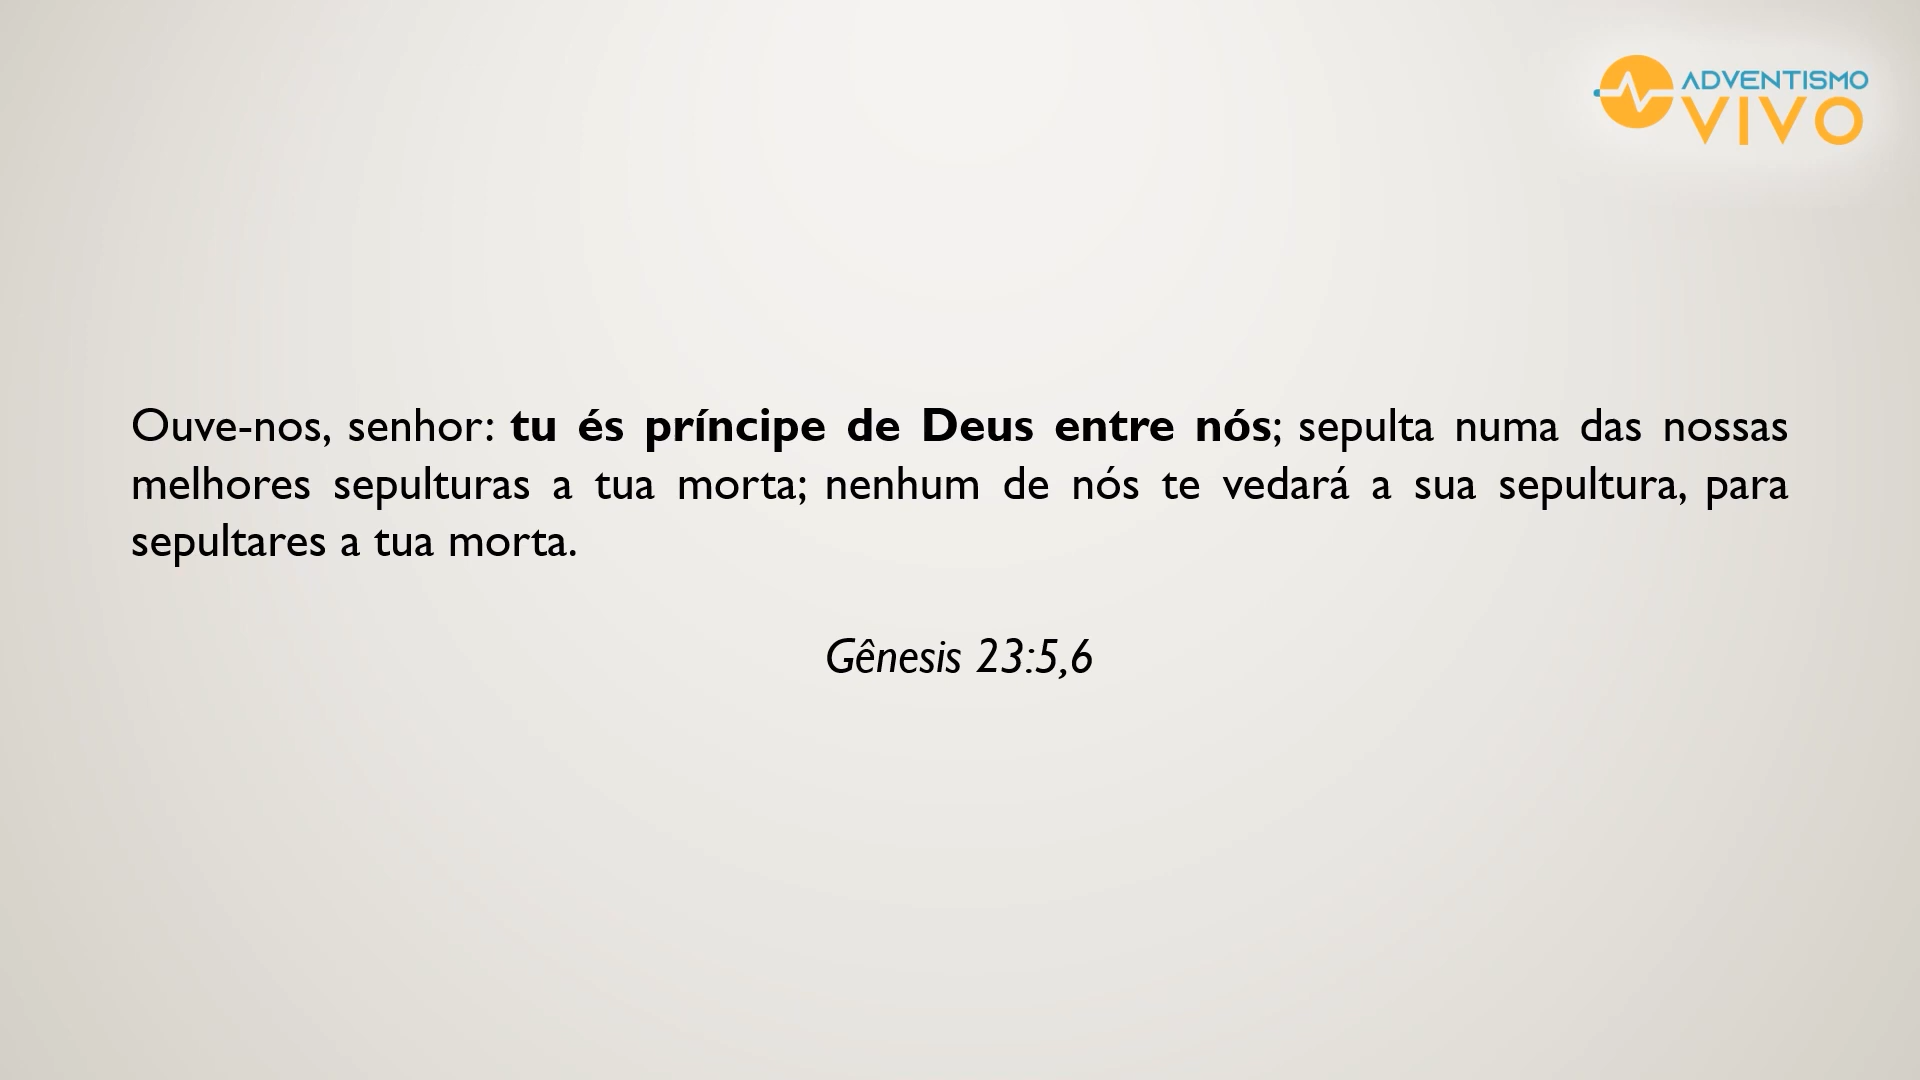 ADVENTISMO
VIVO
Ouve-nos, senhor: tu és príncipe de Deus entre nós; sepulta numa das nossas
melhores sepulturas a tua morta; nenhum de nós te vedará a sua sepultura, para
sepultares a tua morta.
Gênesis 23:5,6